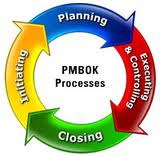 Planning
Executing
& Controlling
PMBOK
Processes
Initiating
Closing